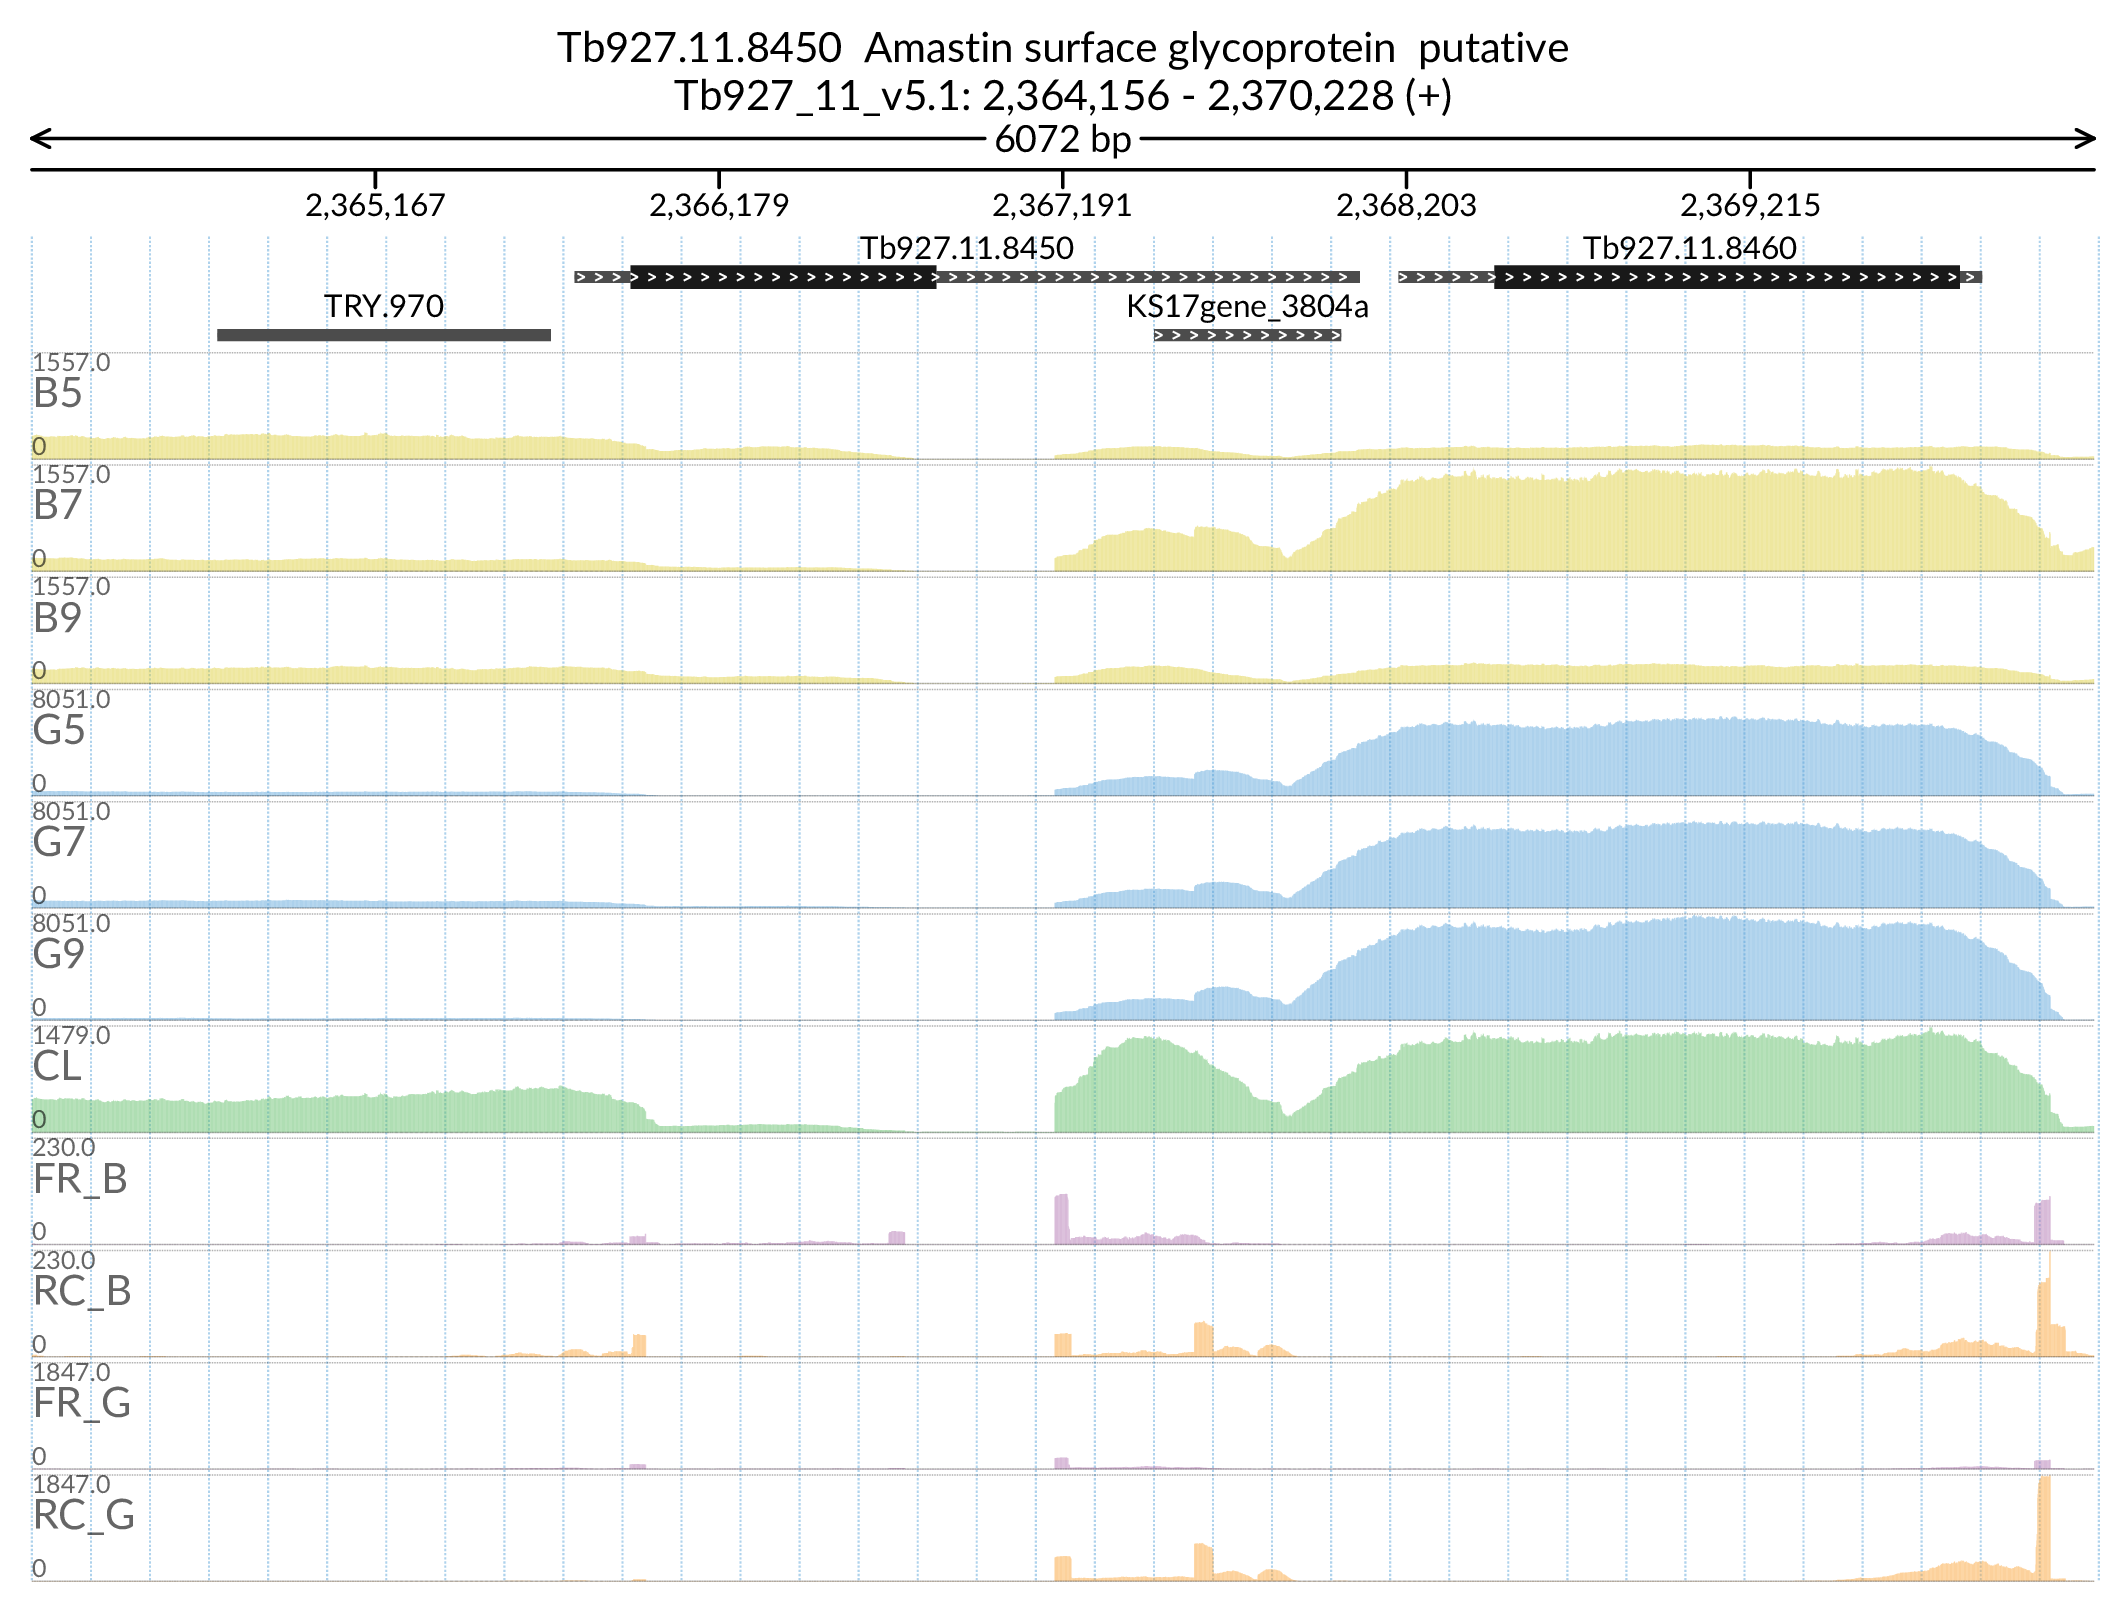 Tb927.11.8450  Amastin surface glycoprotein  putative
Tb927_11_v5.1: 2,364,156 - 2,370,228 (+)
6072 bp
2,365,167 2,366,179 2,367,191 2,368,203 2,369,215
Tb927.11.8450 Tb927.11.8460
TRY.970 KS17gene_3804a
1557.0
B5
0
1557.0
B7
0
1557.0
B9
0
8051.0
G5
0
8051.0
G7
0
8051.0
G9
0
1479.0
CL
0
230.0
FR_B
0
230.0
RC_B
0
1847.0
FR_G
0
1847.0
RC_G
0